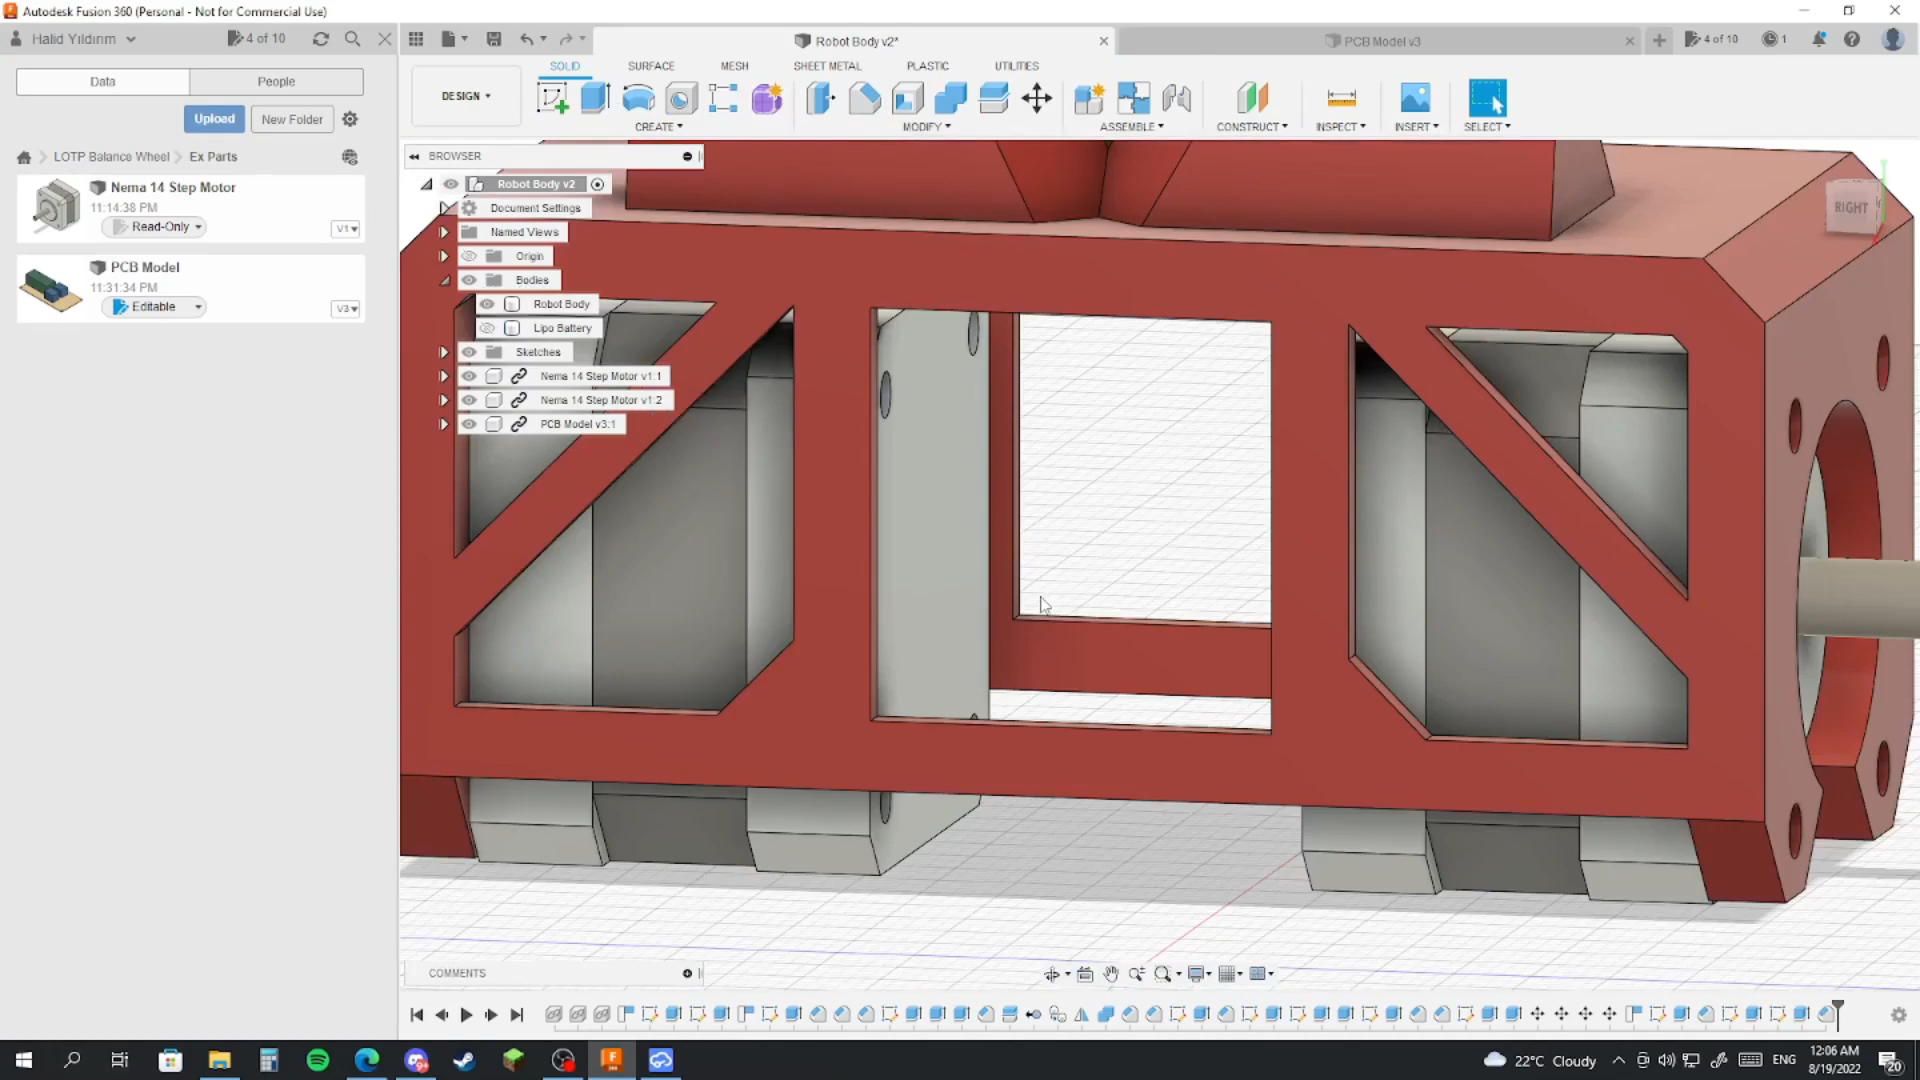 Autodesk Fusion 360 (Personal - Not for Commercial Use)
Halid Yıldırım
4 of 10
Robot Body v2*
PCB Model v3
4 of 10
1
Data
People
SOLID
SURFACE
MESH
SHEET METAL
PLASTIC
UTILITIES
DESIGN
Upload
New Folder
CREATE
MODIFY
ASSEMBLE
CONSTRUCT
INSPECT
INSERT
SELECT
LOTP Balance Wheel
Ex Parts
BROWSER
Nema 14 Step Motor
11:14:38 PM
Read-Only
V1
PCB Model
11:31:34 PM
Editable
V3
Robot Body v2
Document Settings
Named Views
Origin
Bodies
Robot Body
Lipo Battery
Sketches
Nema 14 Step Motor v1:1
Nema 14 Step Motor v1:2
PCB Model v3:1
RIGHT
COMMENTS
22°C Cloudy
ENG
12:06 AM
8/19/2022
20